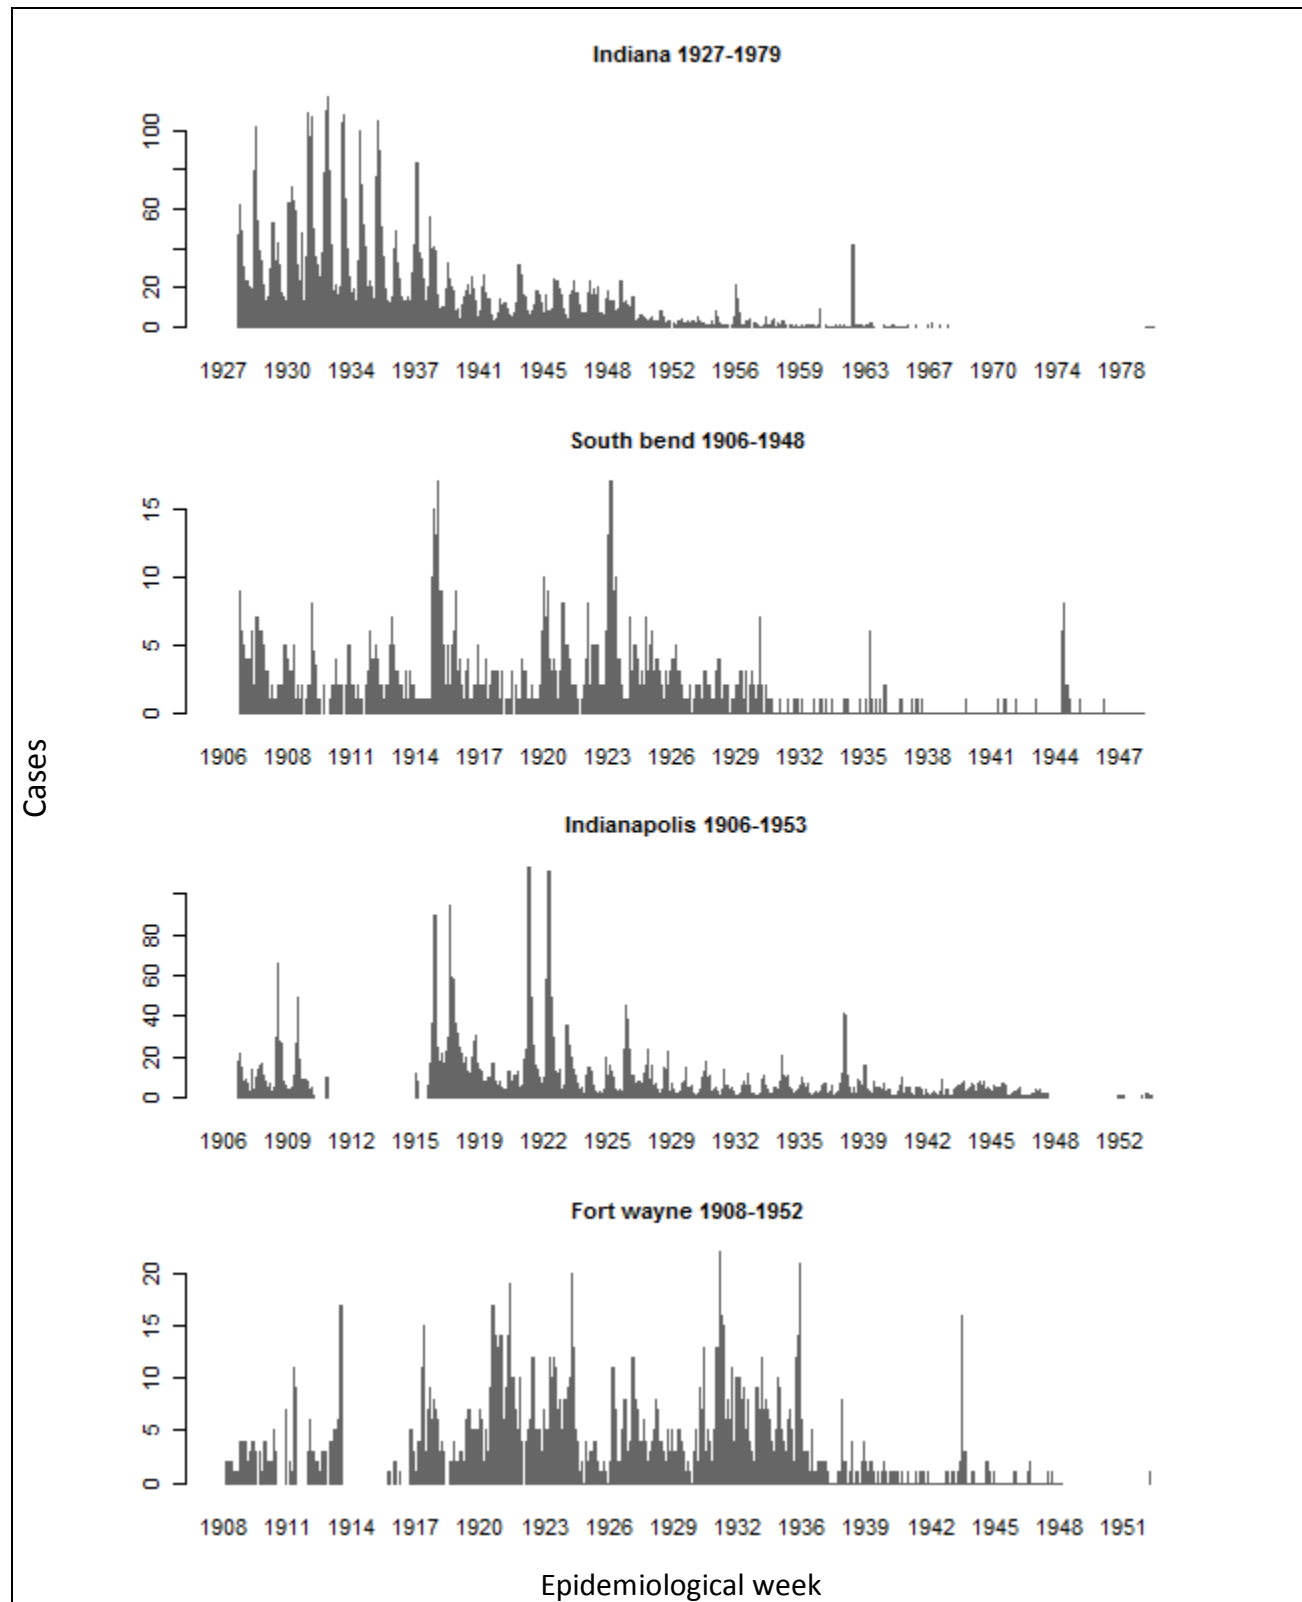 Indiana 1927-1979
100
60
20
0
1927 1930 1934 1937 1941 1945 1948 1952 1956 1959 1963 1967 1970 1974 1978
South bend 1906-1948
15
10
5
0
1906 1908 1911 1914 1917 1920 1923 1926 1929 1932 1935 1938 1941 1944 1947
Cases
Indianapolis 1906-1953
80
60
40
20
0
1906 1909 1912 1915 1919 1922 1925 1929 1932 1935 1939 1942 1945 1948 1952
Fort wayne 1908-1952
20
15
10
5
0
1908 1911 1914 1917 1920 1923 1926 1929 1932 1936 1939 1942 1945 1948 1951
Epidemiological week